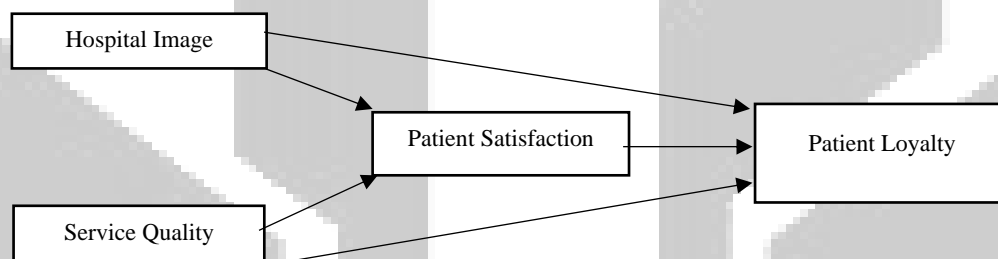 Hospital Image
Patient Satisfaction
Patient Loyalty
Service Quality